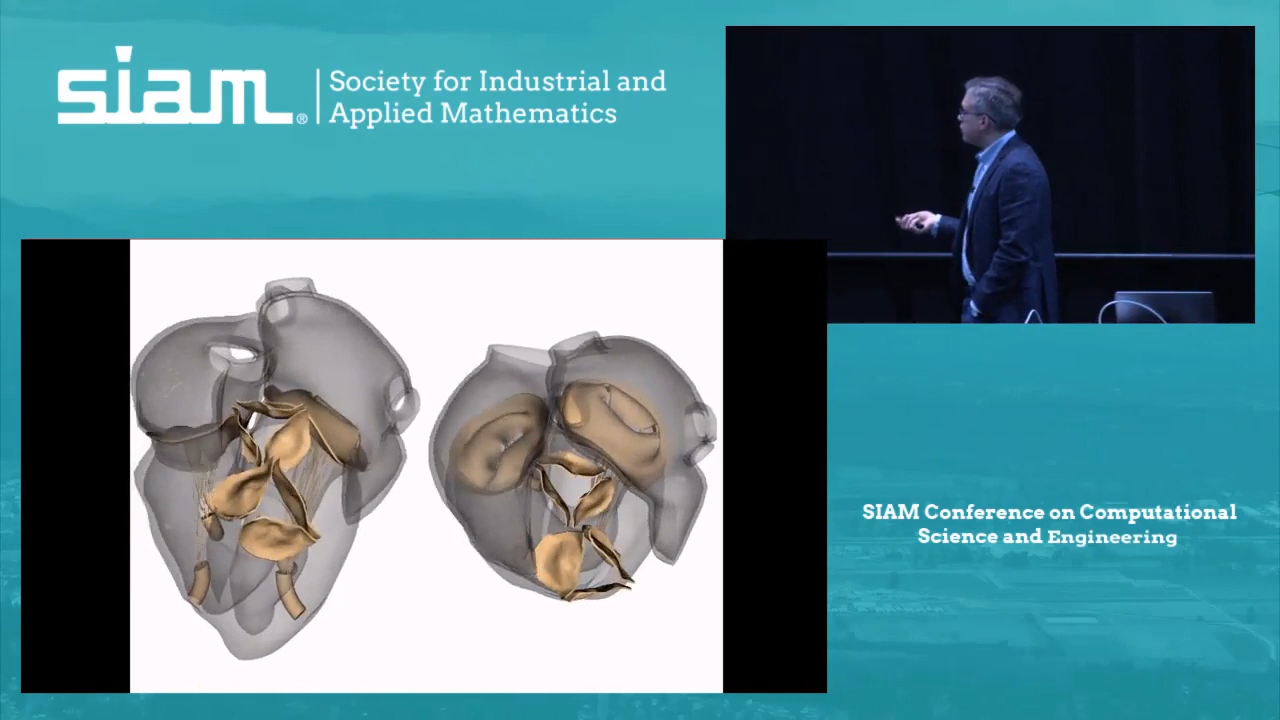 siam®
Society for Industrial and
Applied Mathematics
SIAM Conference on Computational
Science and Engineering